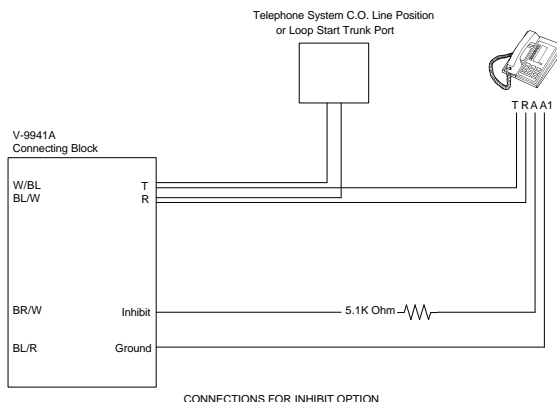 Telephone System C.O. Line Position
or Loop Start Trunk Port
T R A A1
V-9941A
Connecting Block
W/BL T
BL/W R
BR/W Inhibit 5.1K Ohm
BL/R Ground
CONNECTIONS FOR INHIBIT OPTION